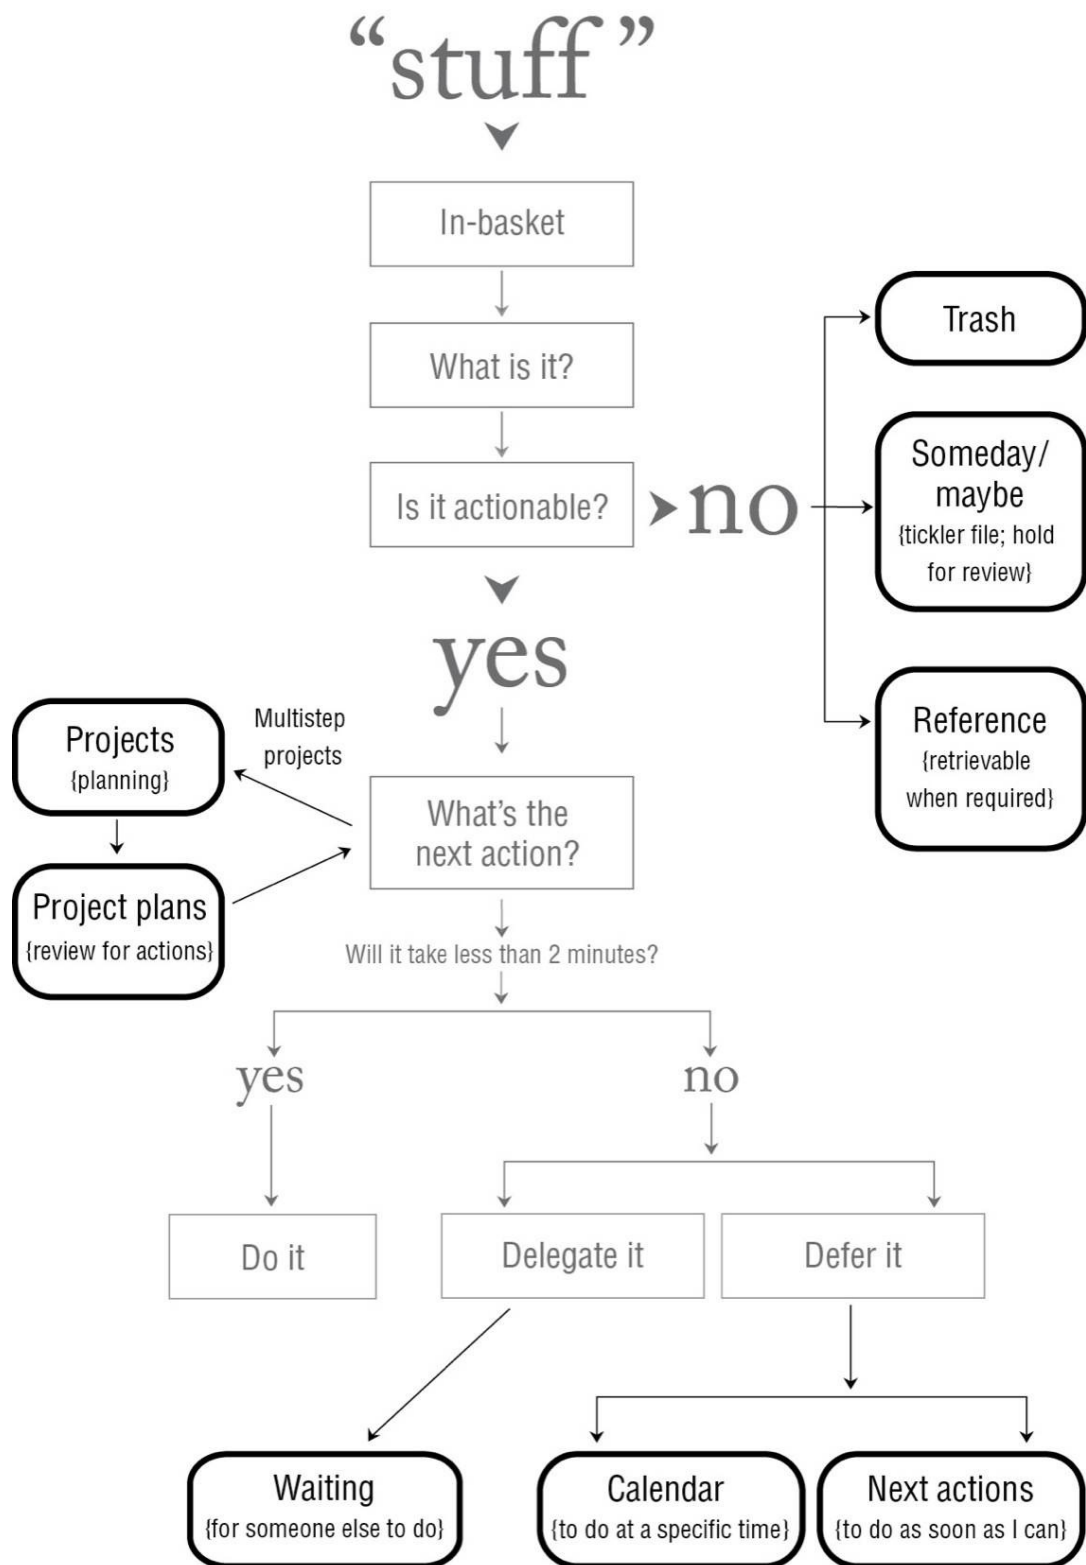 “stuff”
In-basket
What is it?
Is it actionable?
no
Trash
Someday/
maybe
{tickler file; hold
for review}
Reference
{retrievable
when required}
yes
Projects
{planning}
Multistep
projects
Project plans
{review for actions}
What’s the
next action?
Will it take less than 2 minutes?
yes
no
Do it
Delegate it
Defer it
Waiting
{for someone else to do}
Calendar
{to do at a specific time}
Next actions
{to do as soon as I can}